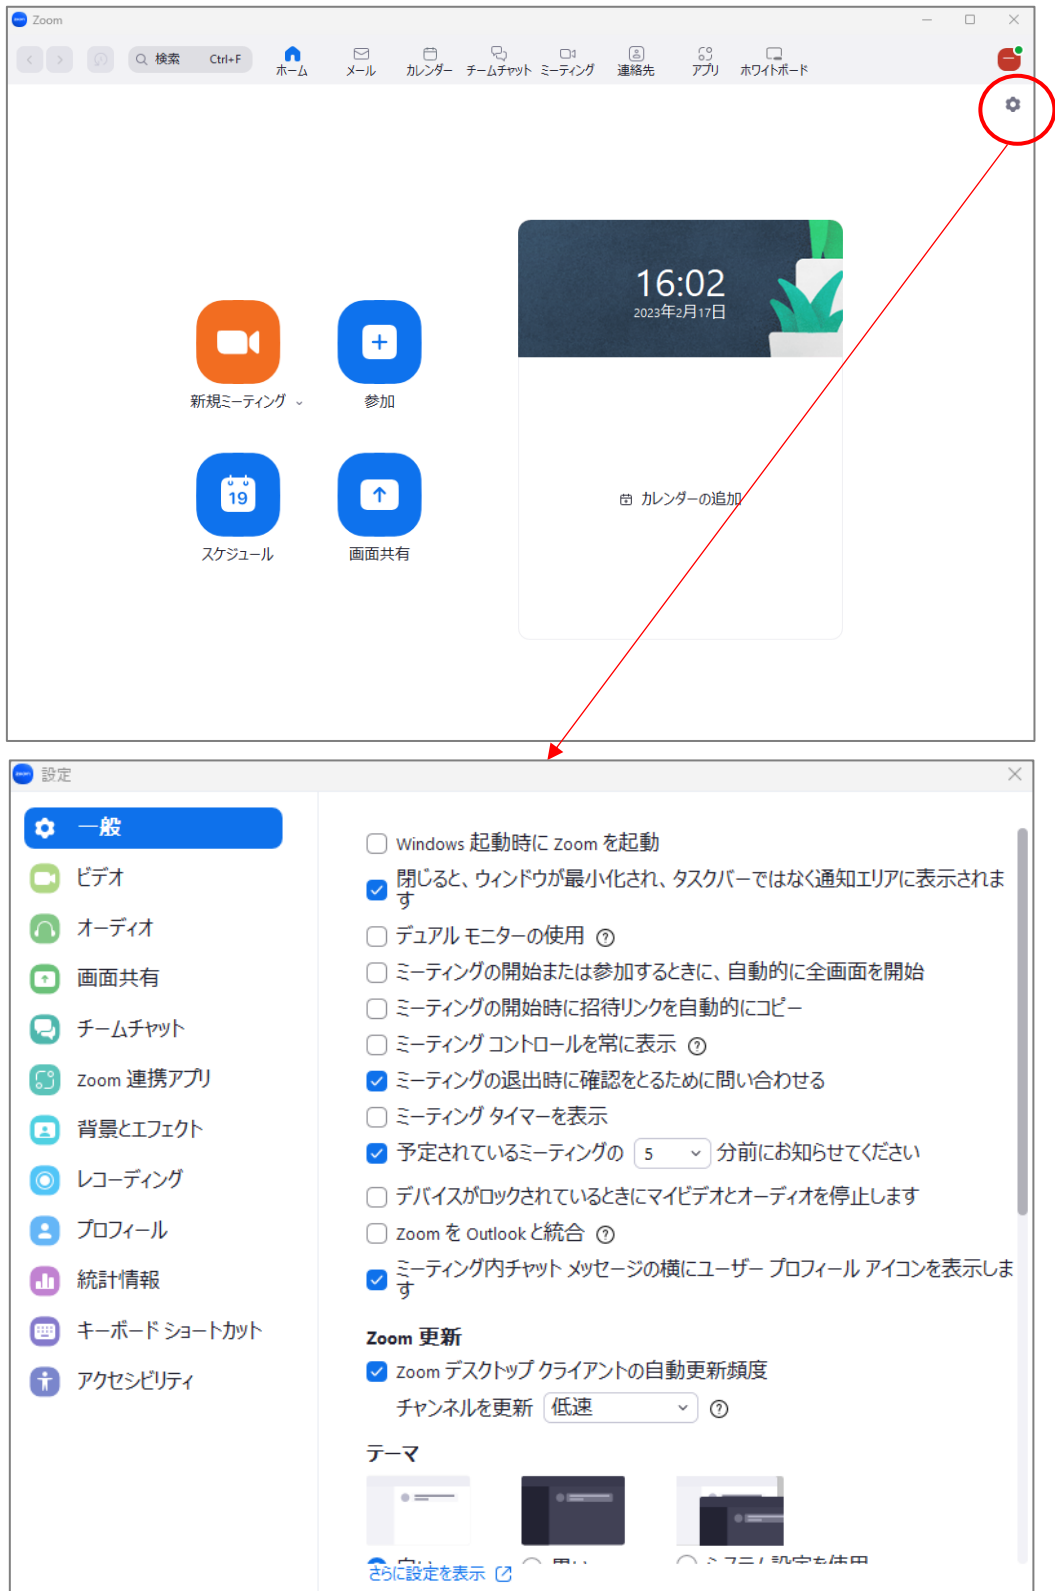 Zoom
検索 Ctrl+F
ホーム
メール
カレンダー
チームチャット
ミーティング
連絡先
アプリ
ホワイトボード
16:02
2023年2月17日
新規ミーティング
参加
19
スケジュール
画面共有
カレンダーの追加
設定
一般
ビデオ
オーディオ
画面共有
チームチャット
Zoom 連携アプリ
背景とエフェクト
レコーディング
プロフィール
統計情報
キーボード ショートカット
アクセシビリティ
Windows 起動時に Zoom を起動
閉じると、ウィンドウが最小化され、タスクバーではなく通知エリアに表示されま
す
デュアル モニターの使用
ミーティングの開始または参加するときに、自動的に全画面を開始
ミーティングの開始時に招待リンクを自動的にコピー
ミーティング コントロールを常に表示
ミーティングの退出時に確認をとるために問い合わせる
ミーティング タイマーを表示
予定されているミーティングの 5 分前にお知らせてください
デバイスがロックされているときにマイビデオとオーディオを停止します
Zoom を Outlook と統合
ミーティング内チャット メッセージの横にユーザー プロフィール アイコンを表示しま
す
Zoom 更新
Zoom デスクトップ クライアントの自動更新頻度
チャンネルを更新 低速
テーマ
システム設定を使用
さらに設定を表示